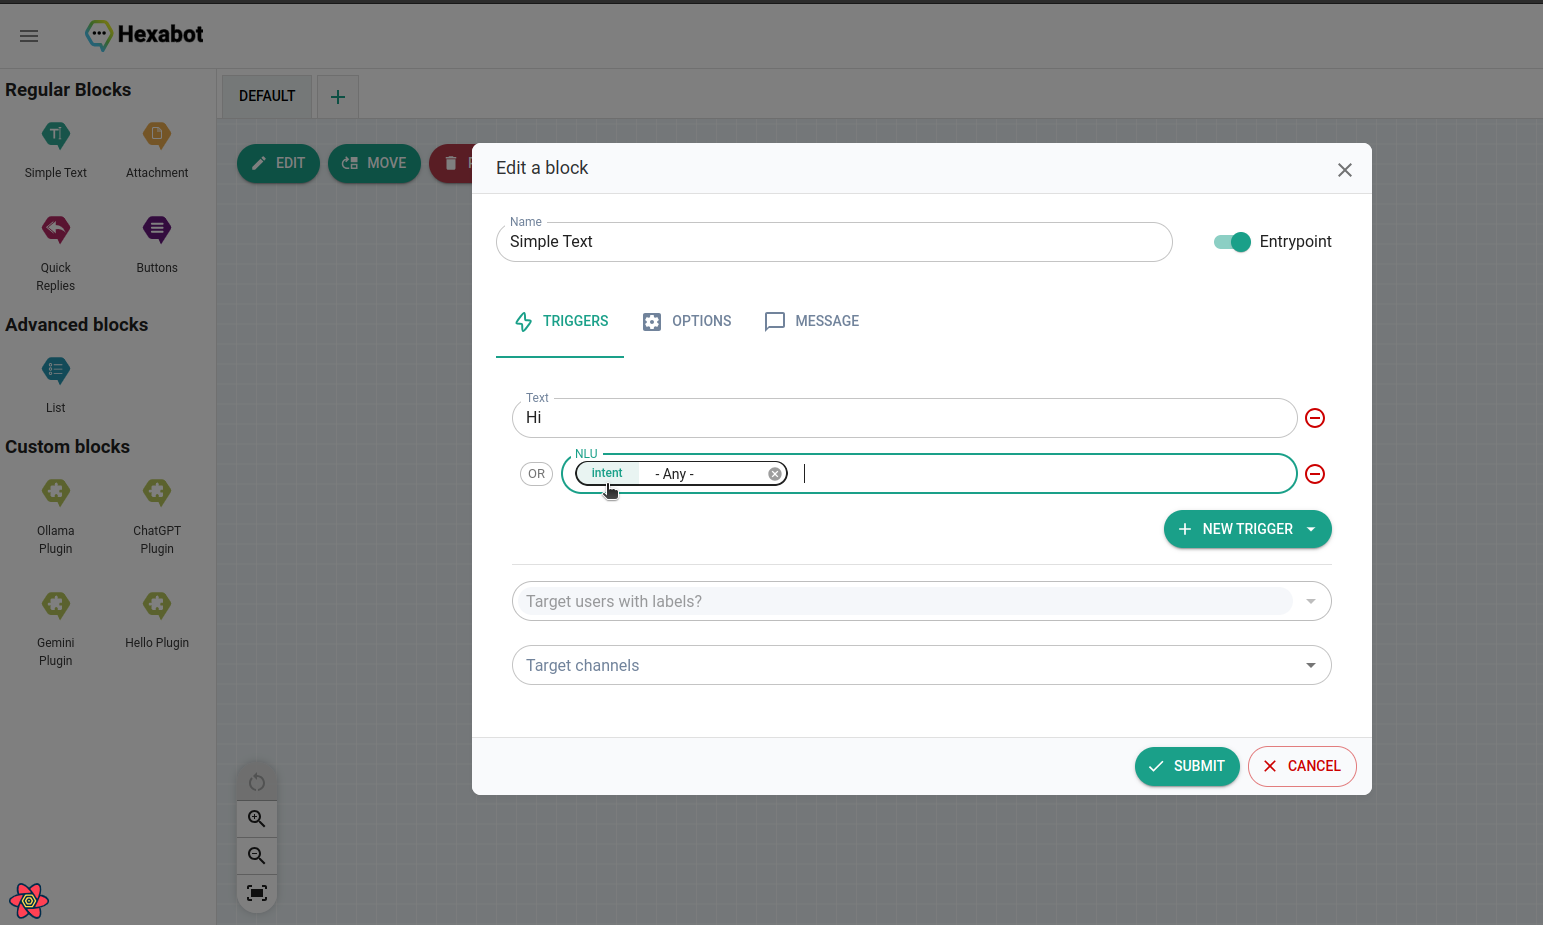 Hexabot
Regular Blocks
Simple Text
Attachment
Quick
Replies
Buttons
Advanced blocks
List
Custom blocks
Ollama
Plugin
ChatGPT
Plugin
Gemini
Plugin
Hello Plugin
DEFAULT
EDIT
MOVE
Edit a block
Name
Simple Text
Entrypoint
TRIGGERS
OPTIONS
MESSAGE
Text
Hi
OR
NLU
intent
- Any -
NEW TRIGGER
Target users with labels?
Target channels
SUBMIT
CANCEL